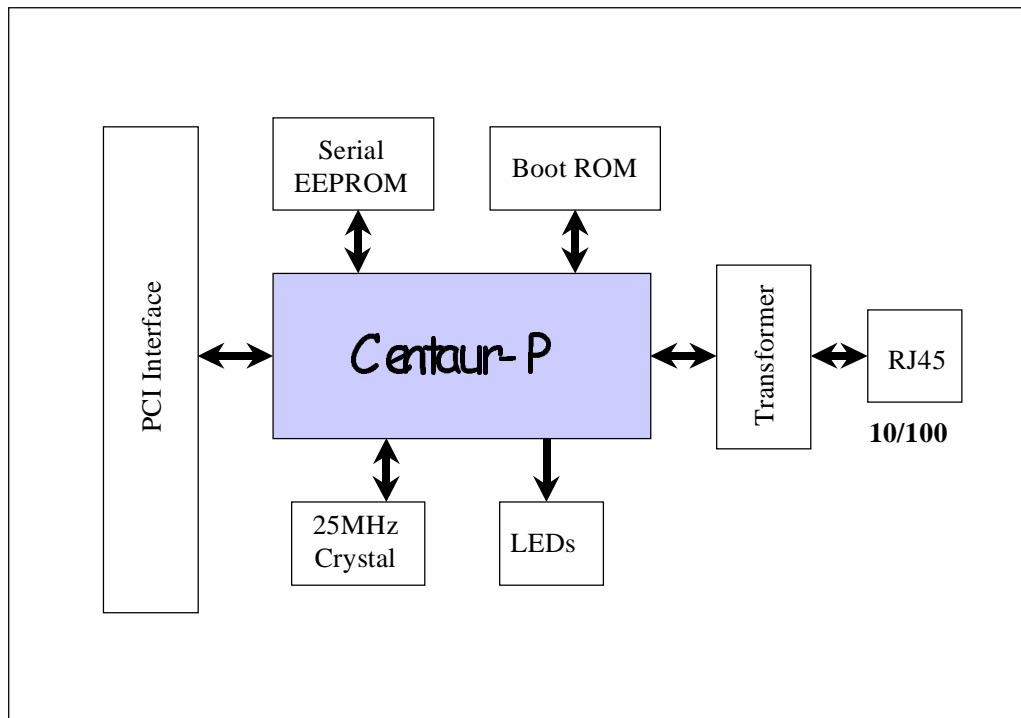 Serial
EEPROM
Boot ROM
PCI Interface
Centaur-P
Transformer
RJ45
10/100
25MHz
Crystal
LEDs